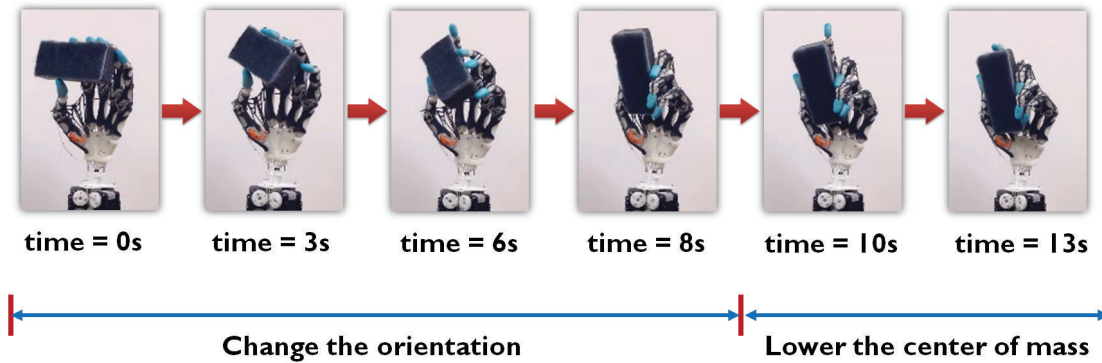 time = 0s
time = 3s
time = 6s
time = 8s
time = 10s
time = 13s
Change the orientation
Lower the center of mass